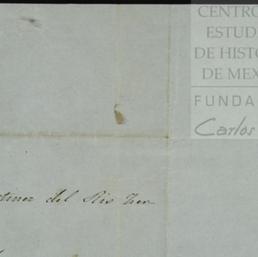 CENTRO
ESTUD
DE HISTO
DE MEX
FUNDA
Carlos
tinez del Rio